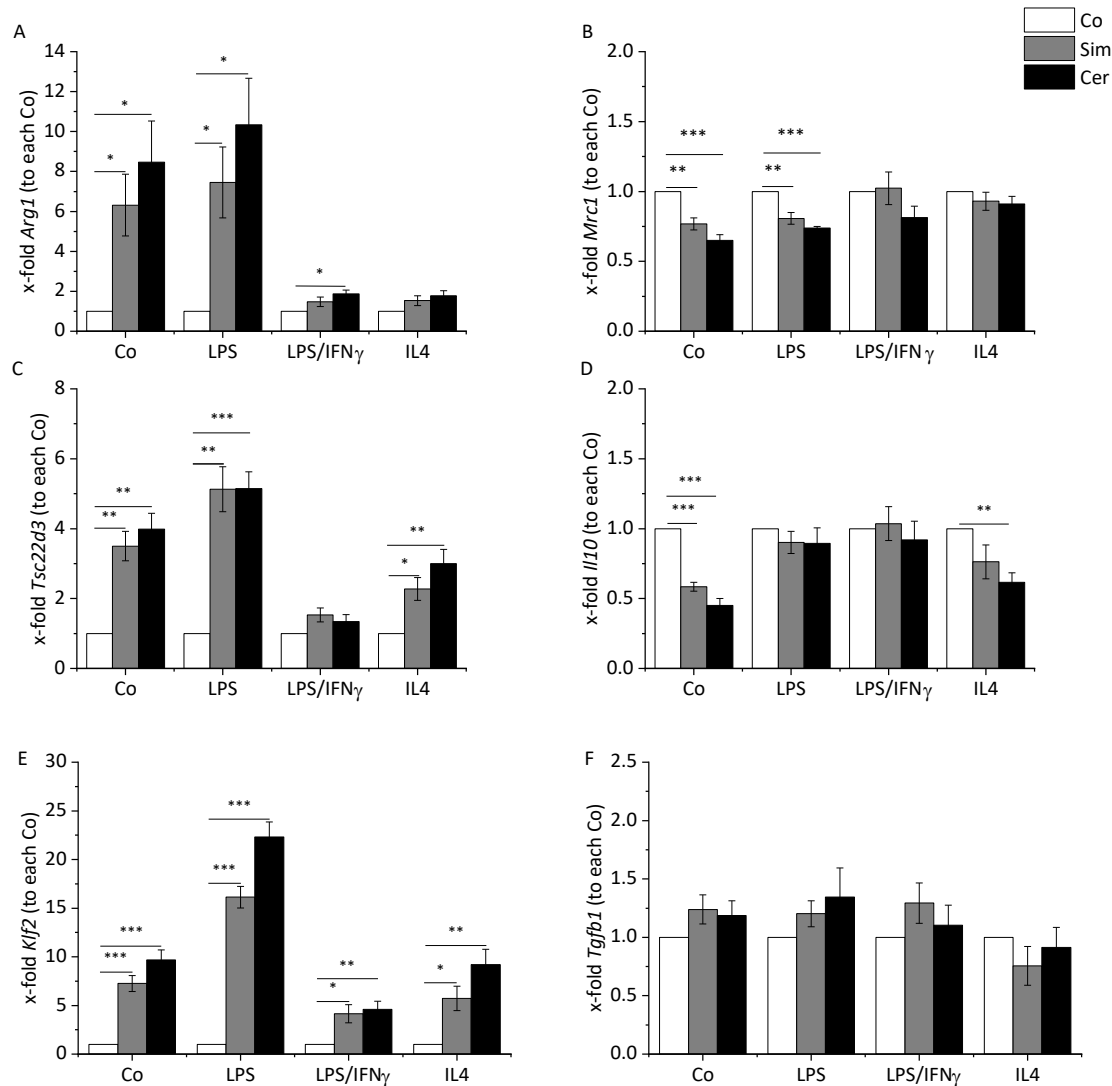 Co
Sim
Cer
A
x-fold Arg1 (to each Co)
14
12
10
8
6
4
2
0
* * * * *
Co LPS LPS/IFNγ IL4
B
x-fold Mrc1 (to each Co)
2.0
1.5
1.0
0.5
0.0
*** ***
** **
Co LPS LPS/IFNγ IL4
C
x-fold Tsc22d3 (to each Co)
8
6
4
2
0
** ** *** ** ** *
Co LPS LPS/IFNγ IL4
D
x-fold Il10 (to each Co)
2.0
1.5
1.0
0.5
0.0
*** *** **
Co LPS LPS/IFNγ IL4
E
x-fold Klf2 (to each Co)
30
25
20
15
10
5
0
*** *** *** *** ** * ** *
Co LPS LPS/IFNγ IL4
F
x-fold Tgfb1 (to each Co)
2.5
2.0
1.5
1.0
0.5
0.0
Co LPS LPS/IFNγ IL4